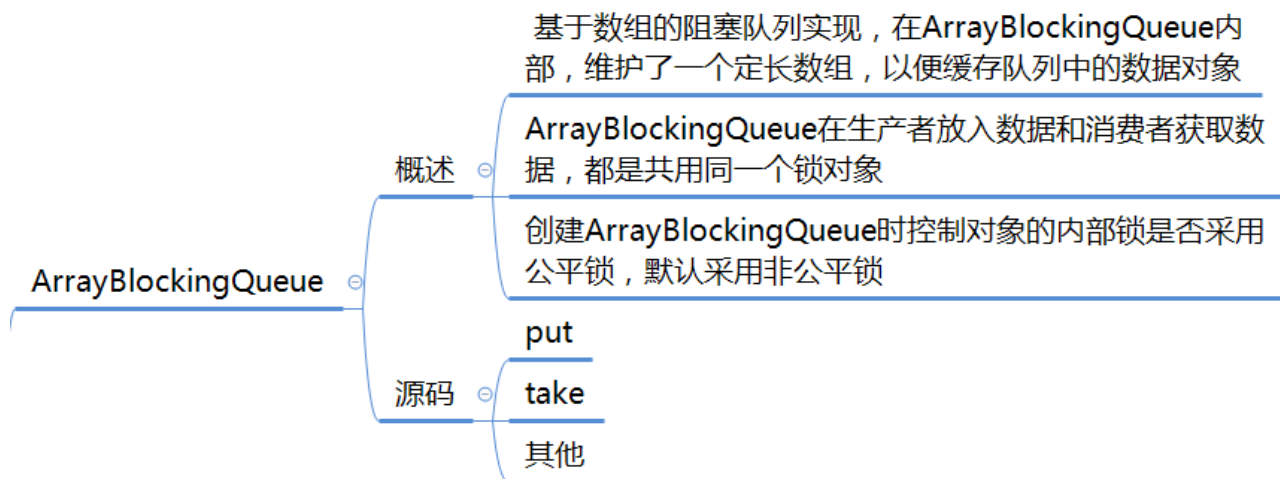 基于数组的阻塞队列实现，在ArrayBlockingQueue内
部，维护了一个定长数组，以便缓存队列中的数据对象
ArrayBlockingQueue在生产者放入数据和消费者获取数
据，都是共用同一个锁对象
概述
创建ArrayBlockingQueue时控制对象的内部锁是否采用
公平锁，默认采用非公平锁
ArrayBlockingQueue
put
源码
take
其他